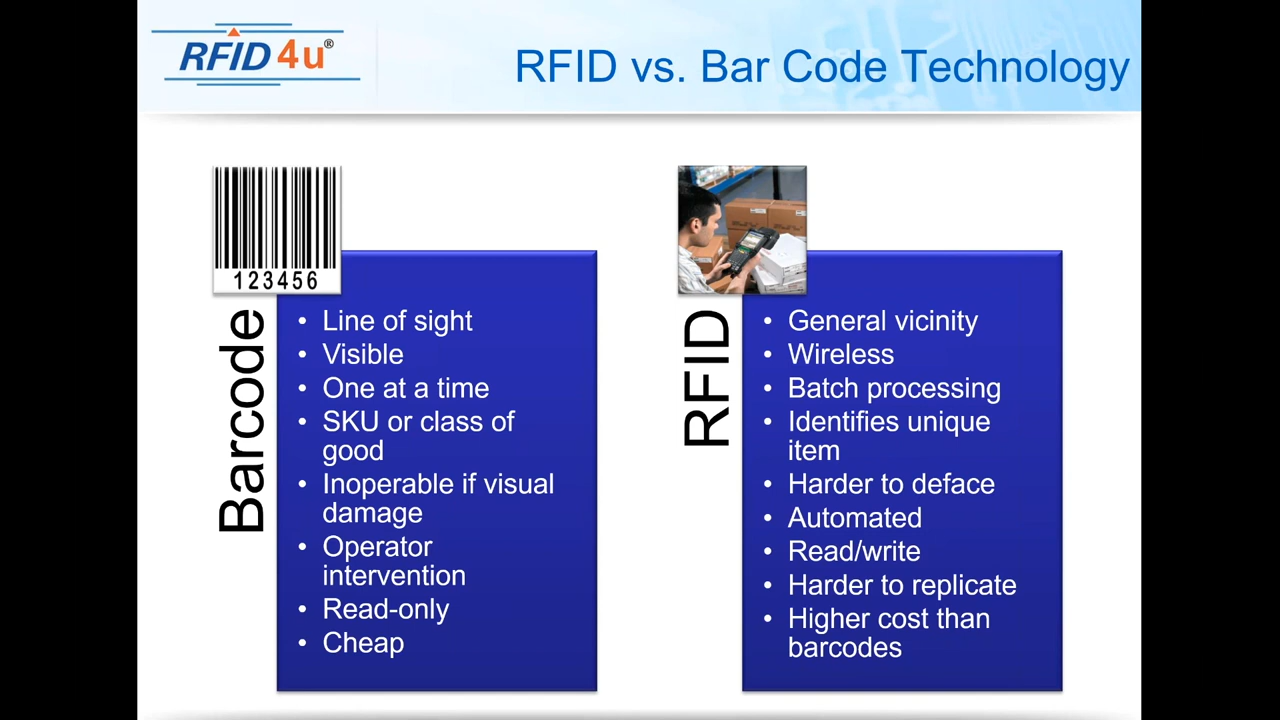 RFID4u®
RFID vs. Bar Code Technology
123456
Barcode
• Line of sight
• Visible
• One at a time
• SKU or class of
good
• Inoperable if visual
damage
• Operator
intervention
• Read-only
• Cheap
RFID
• General vicinity
• Wireless
• Batch processing
• Identifies unique
item
• Harder to deface
• Automated
• Read/write
• Harder to replicate
• Higher cost than
barcodes